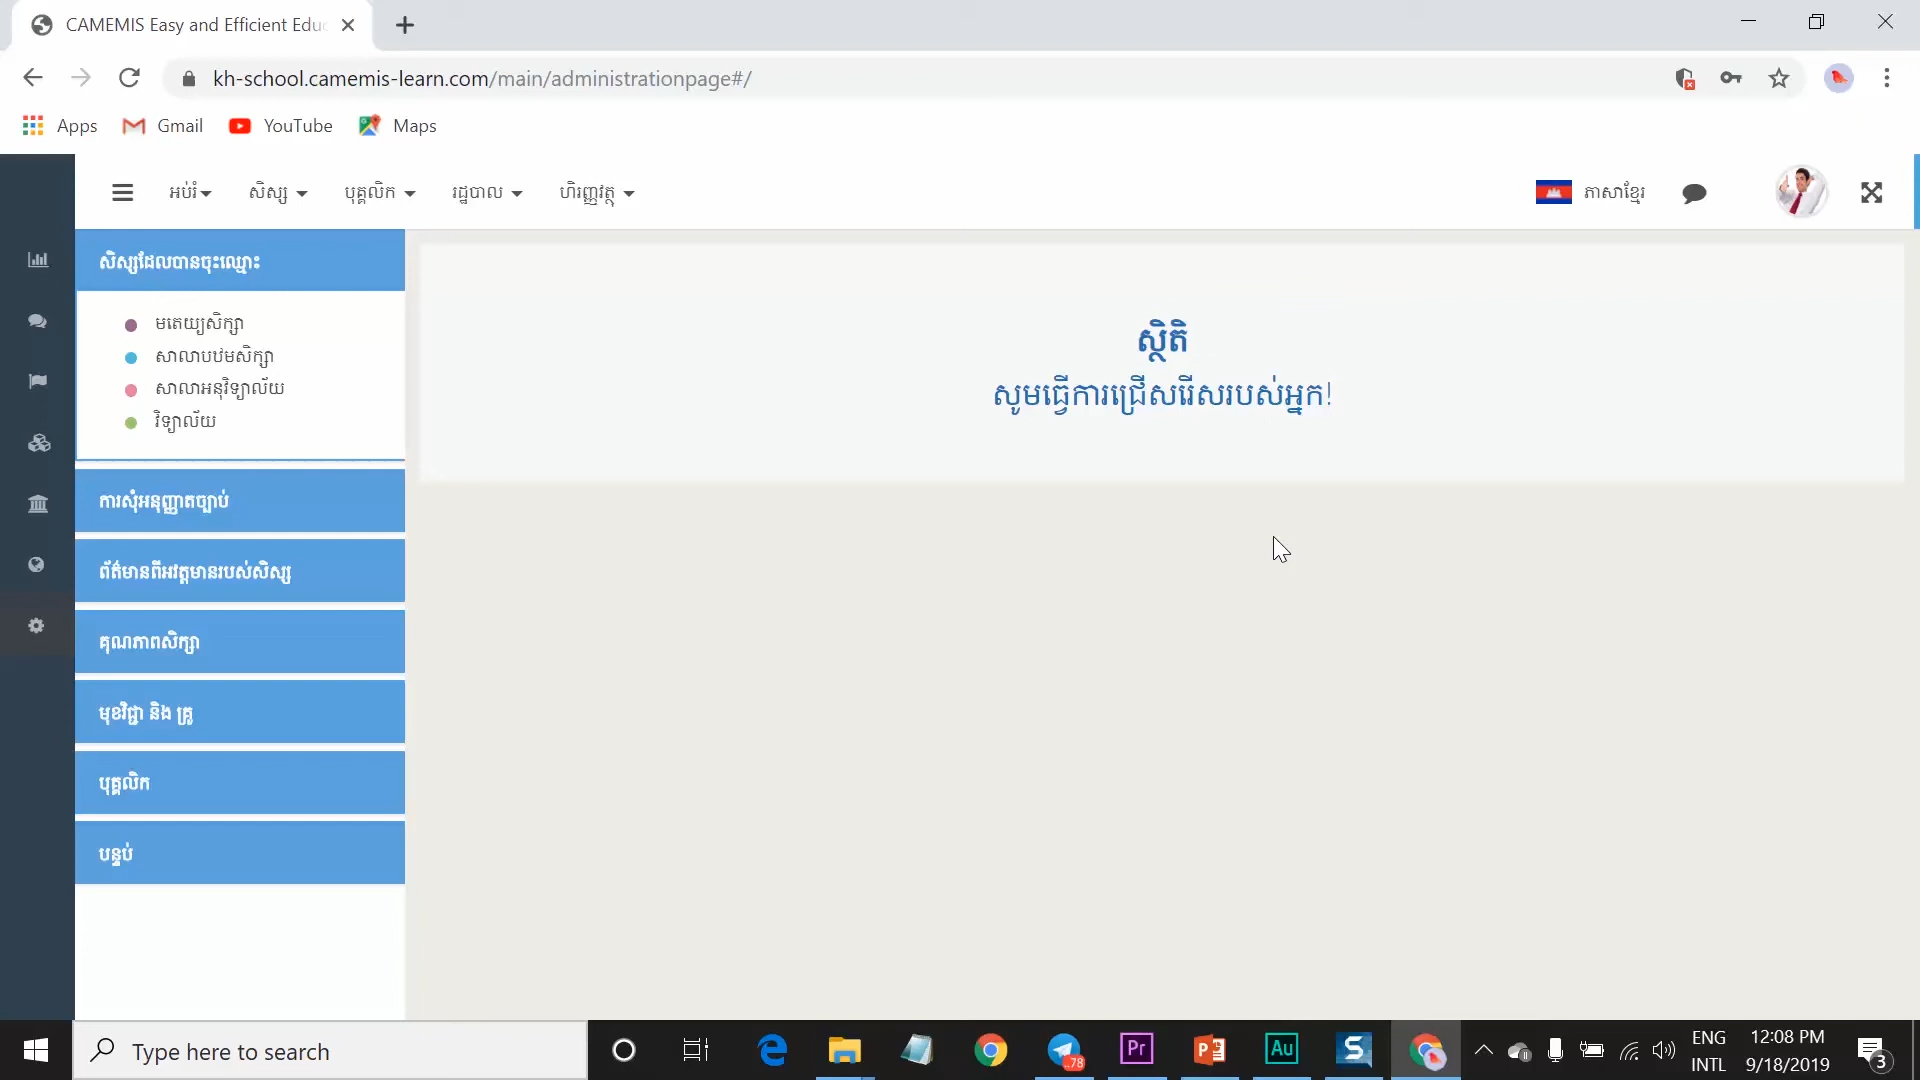 CAMEMIS Easy and Efficient Edu
kh-school.camemis-learn.com/main/administrationpage#/
Apps
Gmail
YouTube
Maps
អប់រំ
សិស្ស
បុគ្គលិក
រដ្ឋបាល
ហិរញ្ញវត្ថុ
ភាសាខ្មែរ
សិស្សដែលបានចុះឈ្មោះ
មតេយ្យសិក្សា
សាលាបឋមសិក្សា
សាលាអនុវិទ្យាល័យ
វិទ្យាល័យ
ស្ថិតិ
សូមធ្វើការជ្រើសរើសរបស់អ្នក!
ការសុំអនុញ្ញាតច្បាប់
ព័ត៌មានពីអវត្តមានរបស់សិស្ស
គុណភាពសិក្សា
មុខវិជ្ជា និង គ្រូ
បុគ្គលិក
បន្ទប់
Type here to search
..78
Pr
P
Au
S
ENG
INTL
12:08 PM
9/18/2019
3